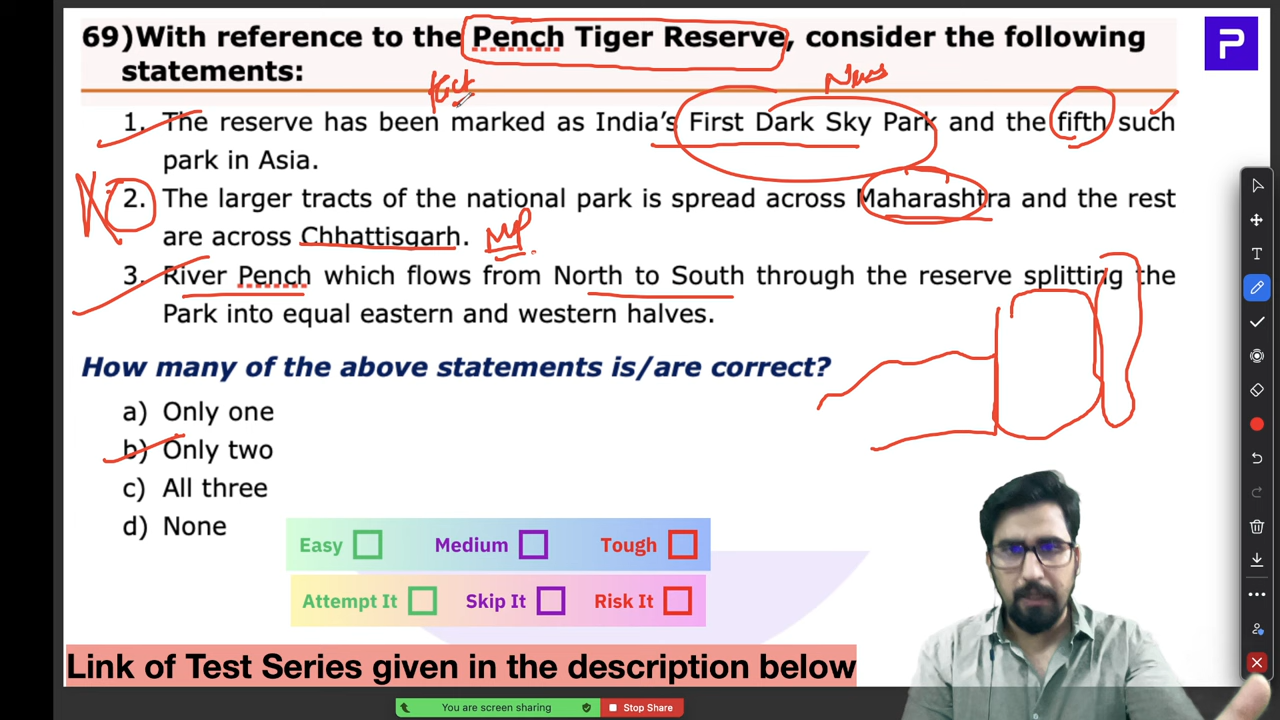 69)With reference to the Pench Tiger Reserve, consider the following
statements:
Fact
News
1. The reserve has been marked as India's First Dark Sky Park and the fifth such
park in Asia.
2. The larger tracts of the national park is spread across Maharashtra and the rest
are across Chhattisgarh. MP
3. River Pench which flows from North to South through the reserve splitting the
Park into equal eastern and western halves.
How many of the above statements is/are correct?
a) Only one
b) Only two
c) All three
d) None
Easy Medium Tough
Attempt It Skip It Risk It
Link of Test Series given in the description below
You are screen sharing Stop Share